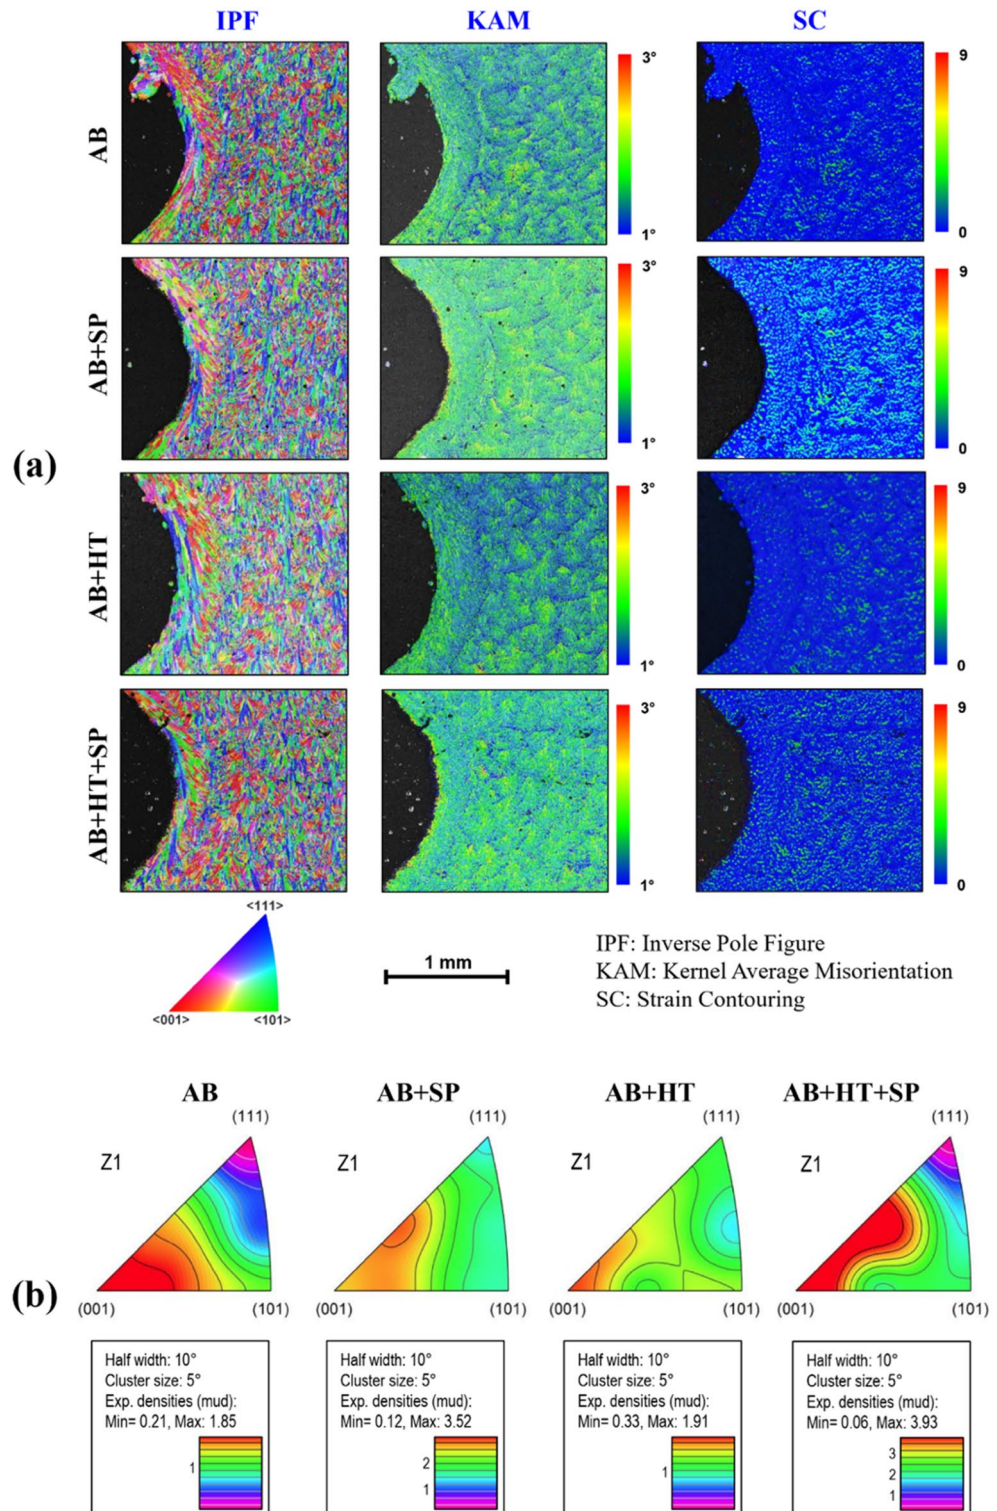 IPF KAM SC
AB
3°
1°
9
0
AB+SP
3°
1°
9
0
(a)
AB+HT
3°
1°
9
0
AB+HT+SP
3°
1°
9
0
<111>
<001> <101>
1 mm
IPF: Inverse Pole Figure
KAM: Kernel Average Misorientation
SC: Strain Contouring
AB AB+SP AB+HT AB+HT+SP
(111) (111) (111) (111)
Z1 Z1 Z1 Z1
(b)
(001) (101) (001) (101) (001) (101) (001) (101)
Half width: 10°
Cluster size: 5°
Exp. densities (mud):
Min= 0.21, Max: 1.85
1
Half width: 10°
Cluster size: 5°
Exp. densities (mud):
Min= 0.12, Max: 3.52
2
1
Half width: 10°
Cluster size: 5°
Exp. densities (mud):
Min= 0.33, Max: 1.91
1
Half width: 10°
Cluster size: 5°
Exp. densities (mud):
Min= 0.06, Max: 3.93
3
2
1